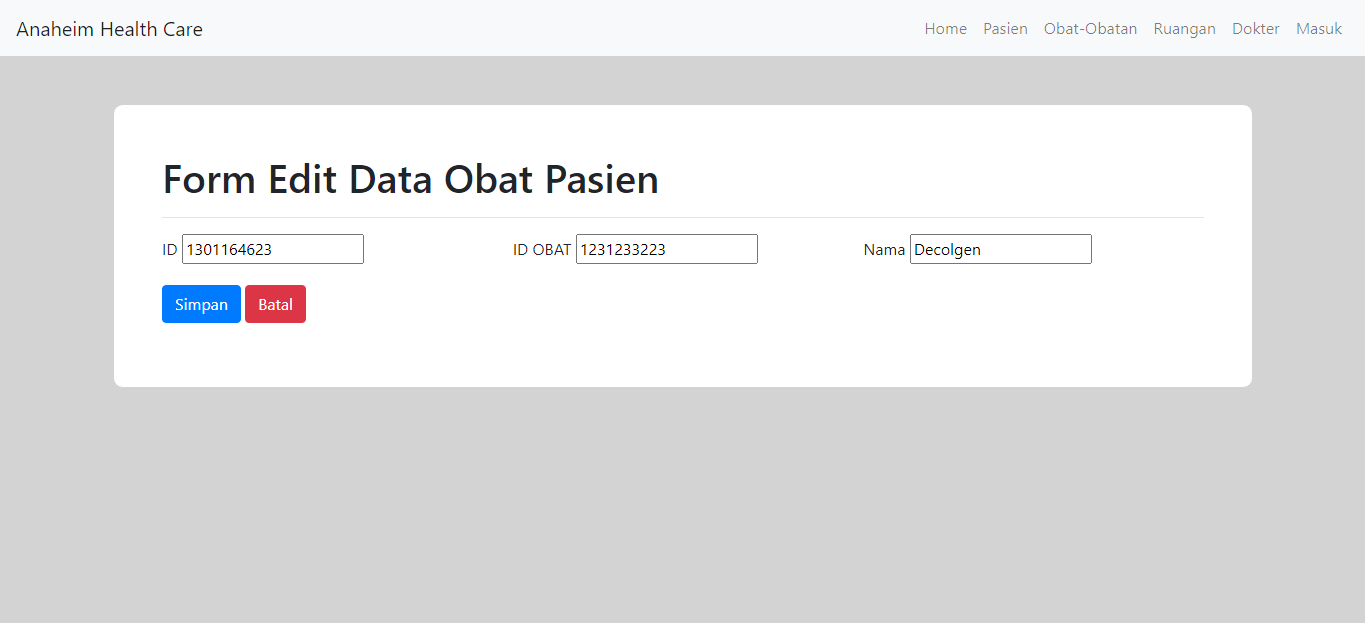 Anaheim Health Care Home Pasien Obat-Obatan Ruangan Dokter Masuk
Form Edit Data Obat Pasien
ID 1301164623 ID OBAT 1231233223 Nama Decolgen
Simpan Batal